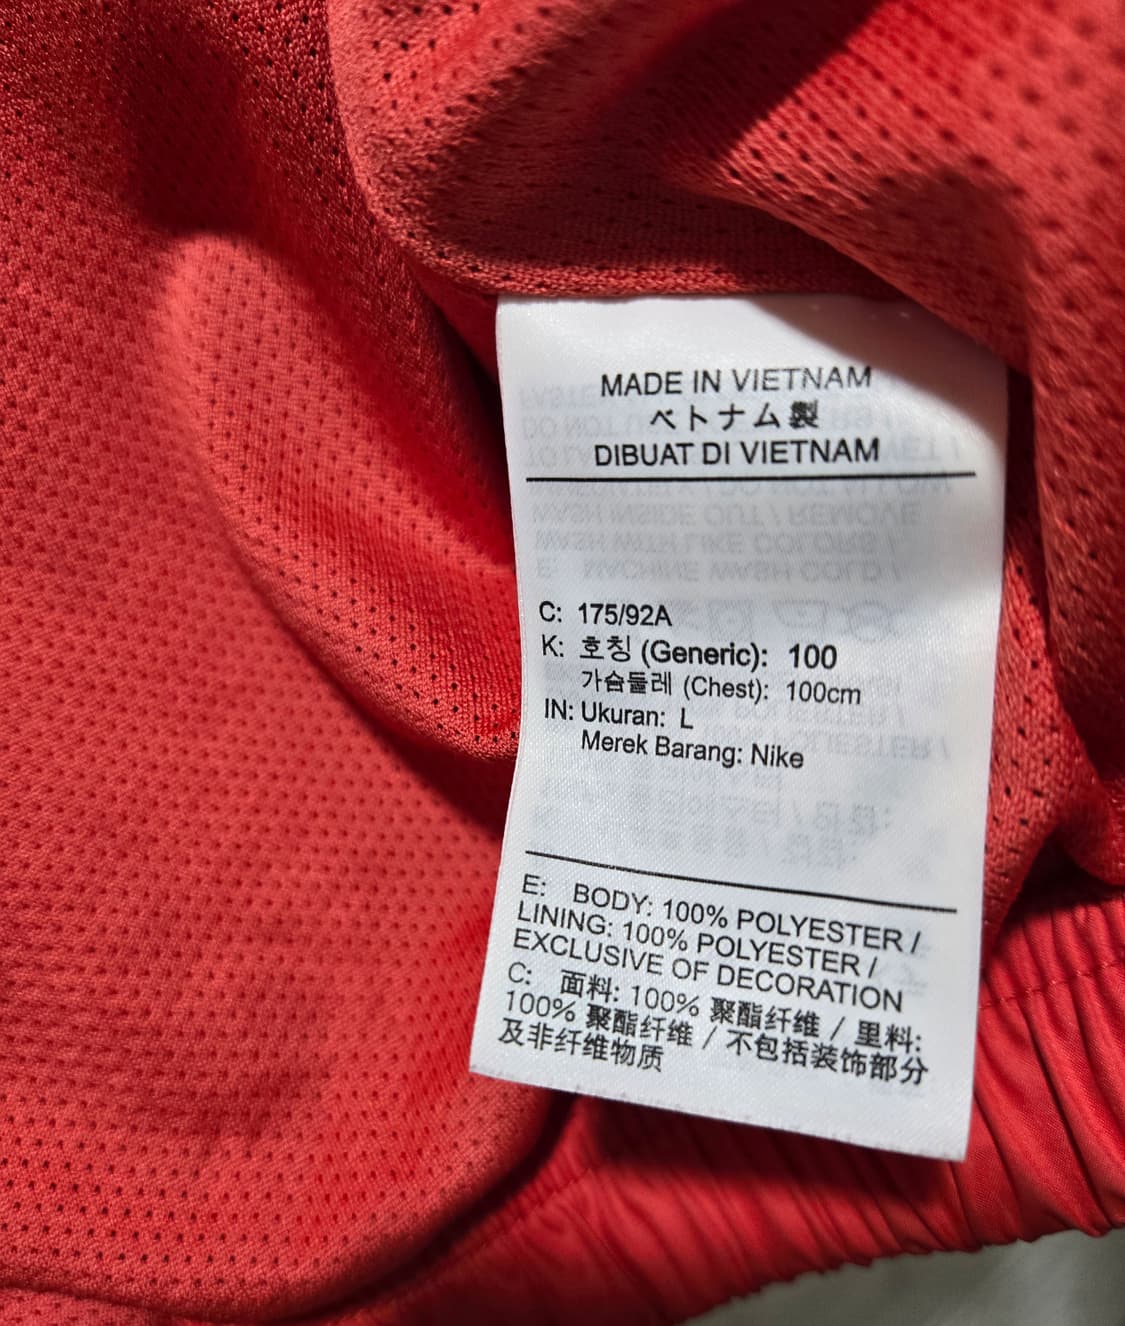 MADE IN VIETNAM
ベトナム製
DIBUAT DI VIETNAM
C: 175/92A
K: 호칭 (Generic): 100
가슴둘레 (Chest): 100cm
IN: Ukuran: L
Merek Barang: Nike
E: BODY: 100% POLYESTER /
LINING: 100% POLYESTER /
EXCLUSIVE OF DECORATION
C: 面料: 100% 聚酯纤维 / 里料:
100% 聚酯纤维 / 不包括装饰部分
及非纤维物质